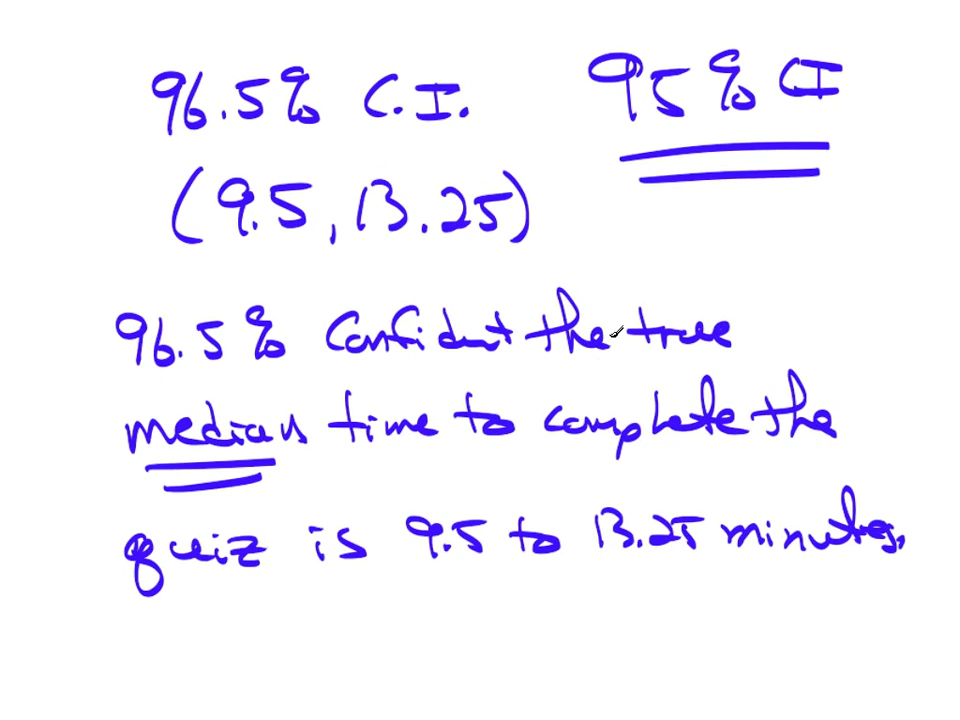 96.5% C.I. 95% CI
(9.5, 13.25)
96.5% Confident the true
median time to complete the
quiz is 9.5 to 13.25 minutes.